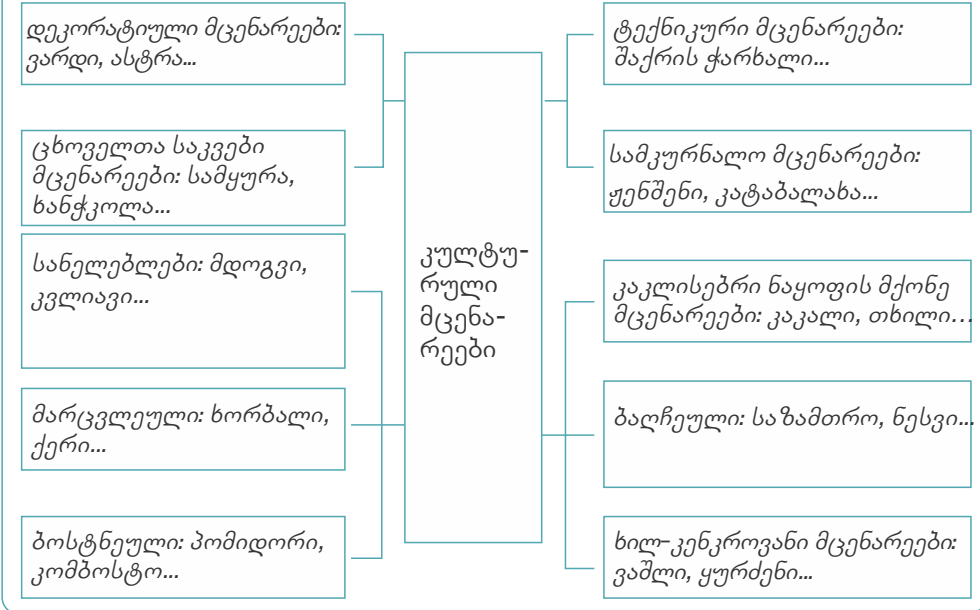 დეკორატიული მცენარეები:
ვარდი, ასტრა...
ცხოველთა საკვები
მცენარეები: სამყურა,
ხანჭკოლა...
სანელებლები: მდოგვი,
კვლიავი...
მარცვლეული: ხორბალი,
ქერი...
ბოსტნეული: პომიდორი,
კომბოსტო...
კულტუ-
რული
მცენა-
რეები
ტექნიკური მცენარეები:
შაქრის ჭარხალი...
სამკურნალო მცენარეები:
ჟენშენი, კატაბალახა...
კაკლისებრი ნაყოფის მქონე
მცენარეები: კაკალი, თხილი...
ბაღჩეული: საზამთრო, ნესვი...
ხილ-კენკროვანი მცენარეები:
ვაშლი, ყურძენი...